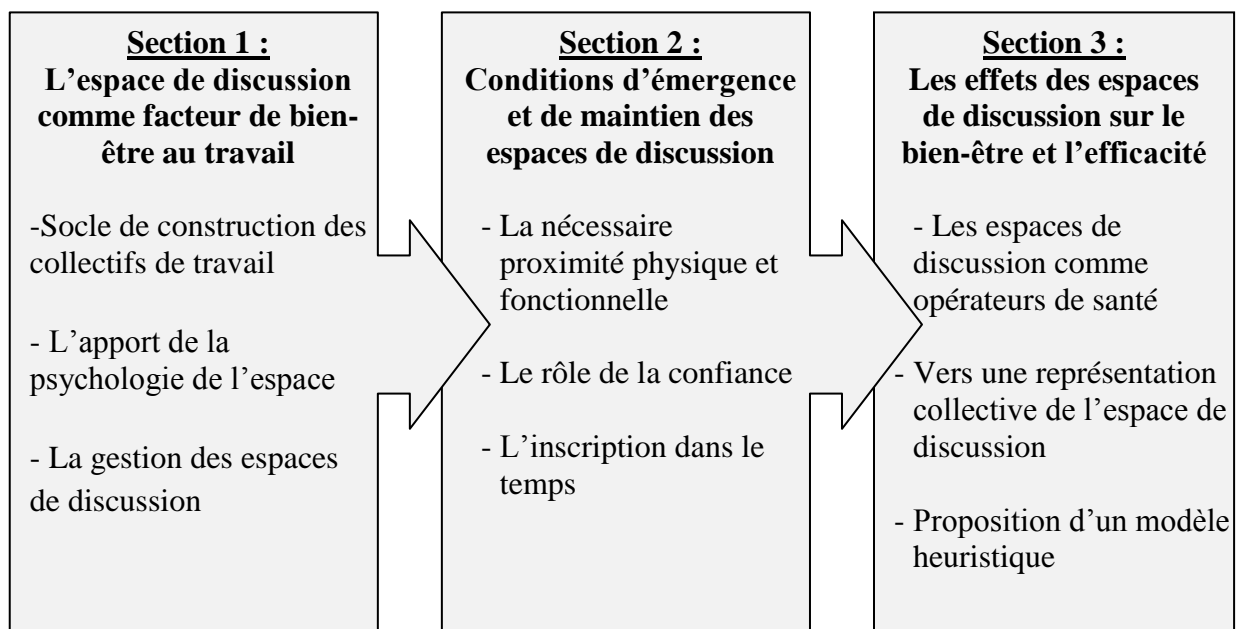 Section 1 :
L’espace de discussion
comme facteur de bien-
être au travail
-Socle de construction des
collectifs de travail
- L’apport de la
psychologie de l’espace
- La gestion des espaces
de discussion
Section 2 :
Conditions d’émergence
et de maintien des
espaces de discussion
- La nécessaire
proximité physique et
fonctionnelle
- Le rôle de la confiance
- L’inscription dans le
temps
Section 3 :
Les effets des espaces
de discussion sur le
bien-être et l’efficacité
- Les espaces de
discussion comme
opérateurs de santé
- Vers une représentation
collective de l’espace de
discussion
- Proposition d’un modèle
heuristique